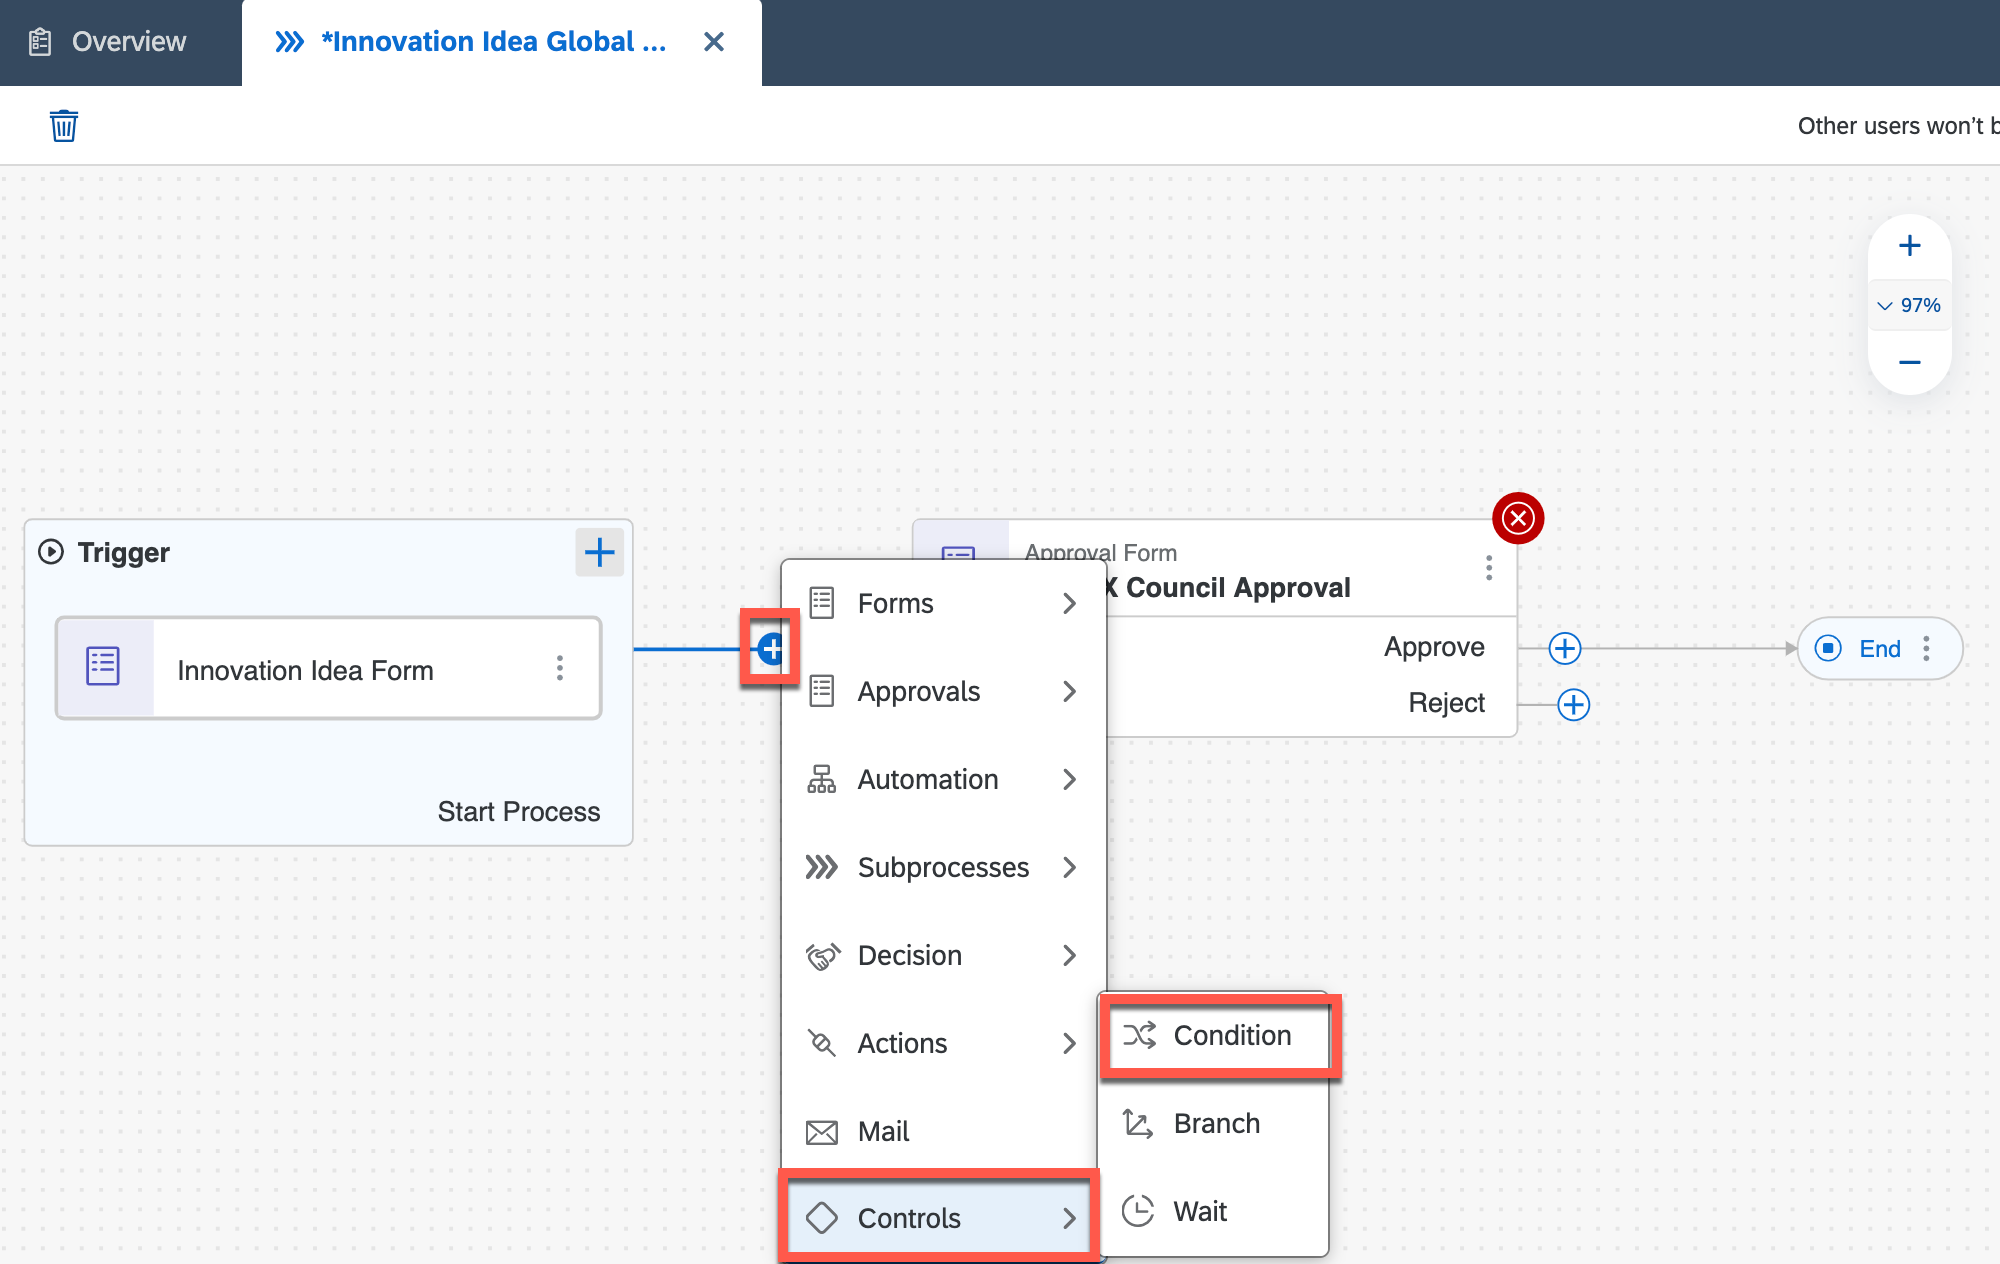 Overview
*Innovation Idea Global ...
Other users won’t b
97%
Trigger
Innovation Idea Form
Start Process
Approval Form
X Council Approval
Approve
Reject
End
Forms
Approvals
Automation
Subprocesses
Decision
Actions
Mail
Controls
Condition
Branch
Wait